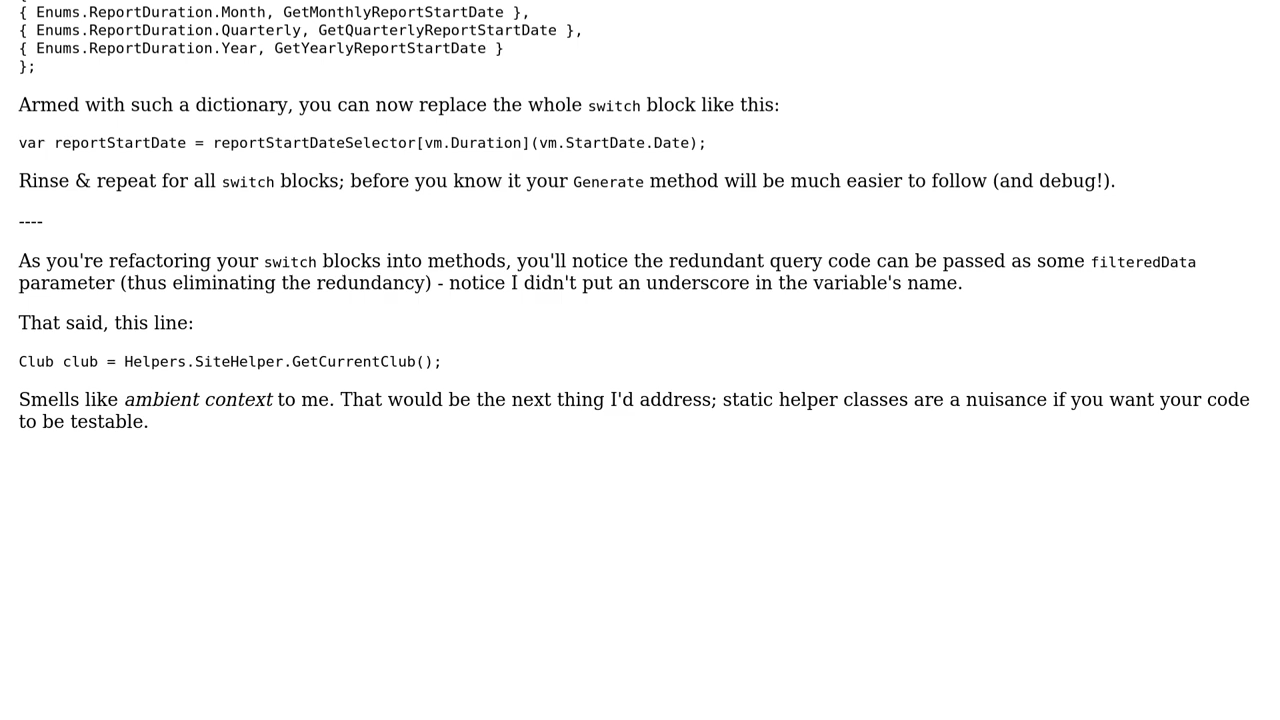 { Enums.ReportDuration.Month, GetMonthlyReportStartDate },
{ Enums.ReportDuration.Quarterly, GetQuarterlyReportStartDate },
{ Enums.ReportDuration.Year, GetYearlyReportStartDate }
};
Armed with such a dictionary, you can now replace the whole switch block like this:
var reportStartDate = reportStartDateSelector[vm.Duration](vm.StartDate.Date);
Rinse & repeat for all switch blocks; before you know it your Generate method will be much easier to follow (and debug!).
----
As you're refactoring your switch blocks into methods, you'll notice the redundant query code can be passed as some filteredData
parameter (thus eliminating the redundancy) - notice I didn't put an underscore in the variable's name.
That said, this line:
Club club = Helpers.SiteHelper.GetCurrentClub();
Smells like ambient context to me. That would be the next thing I'd address; static helper classes are a nuisance if you want your code
to be testable.